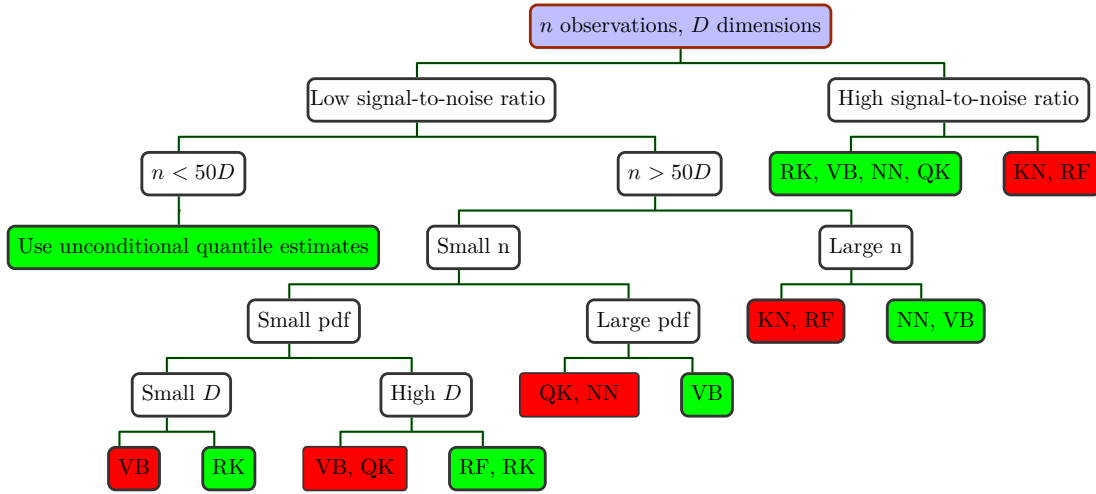 n observations, D dimensions
Low signal-to-noise ratio
High signal-to-noise ratio
n < 50D
n > 50D
RK, VB, NN, QK
KN, RF
Use unconditional quantile estimates
Small n
Large n
Small pdf
Large pdf
KN, RF
NN, VB
Small D
High D
QK, NN
VB
VB
RK
VB, QK
RF, RK